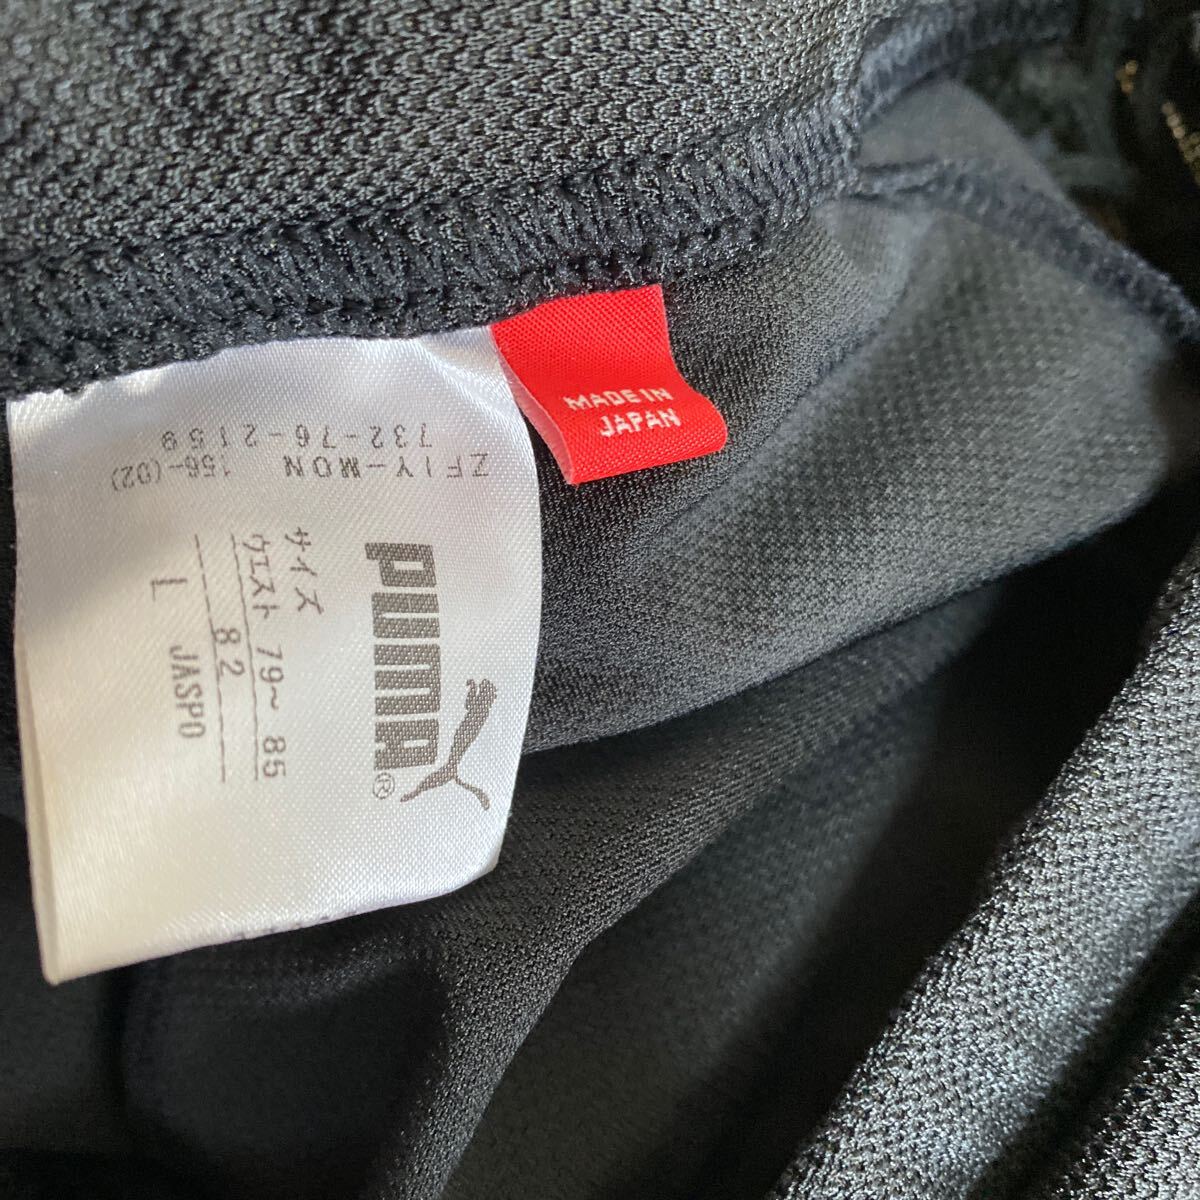 MADE IN
JAPAN
PUMA®
サイズ
ウエスト 79~85
82
L JASPO
ZFIY-MON 156-(02)
732-76-2159